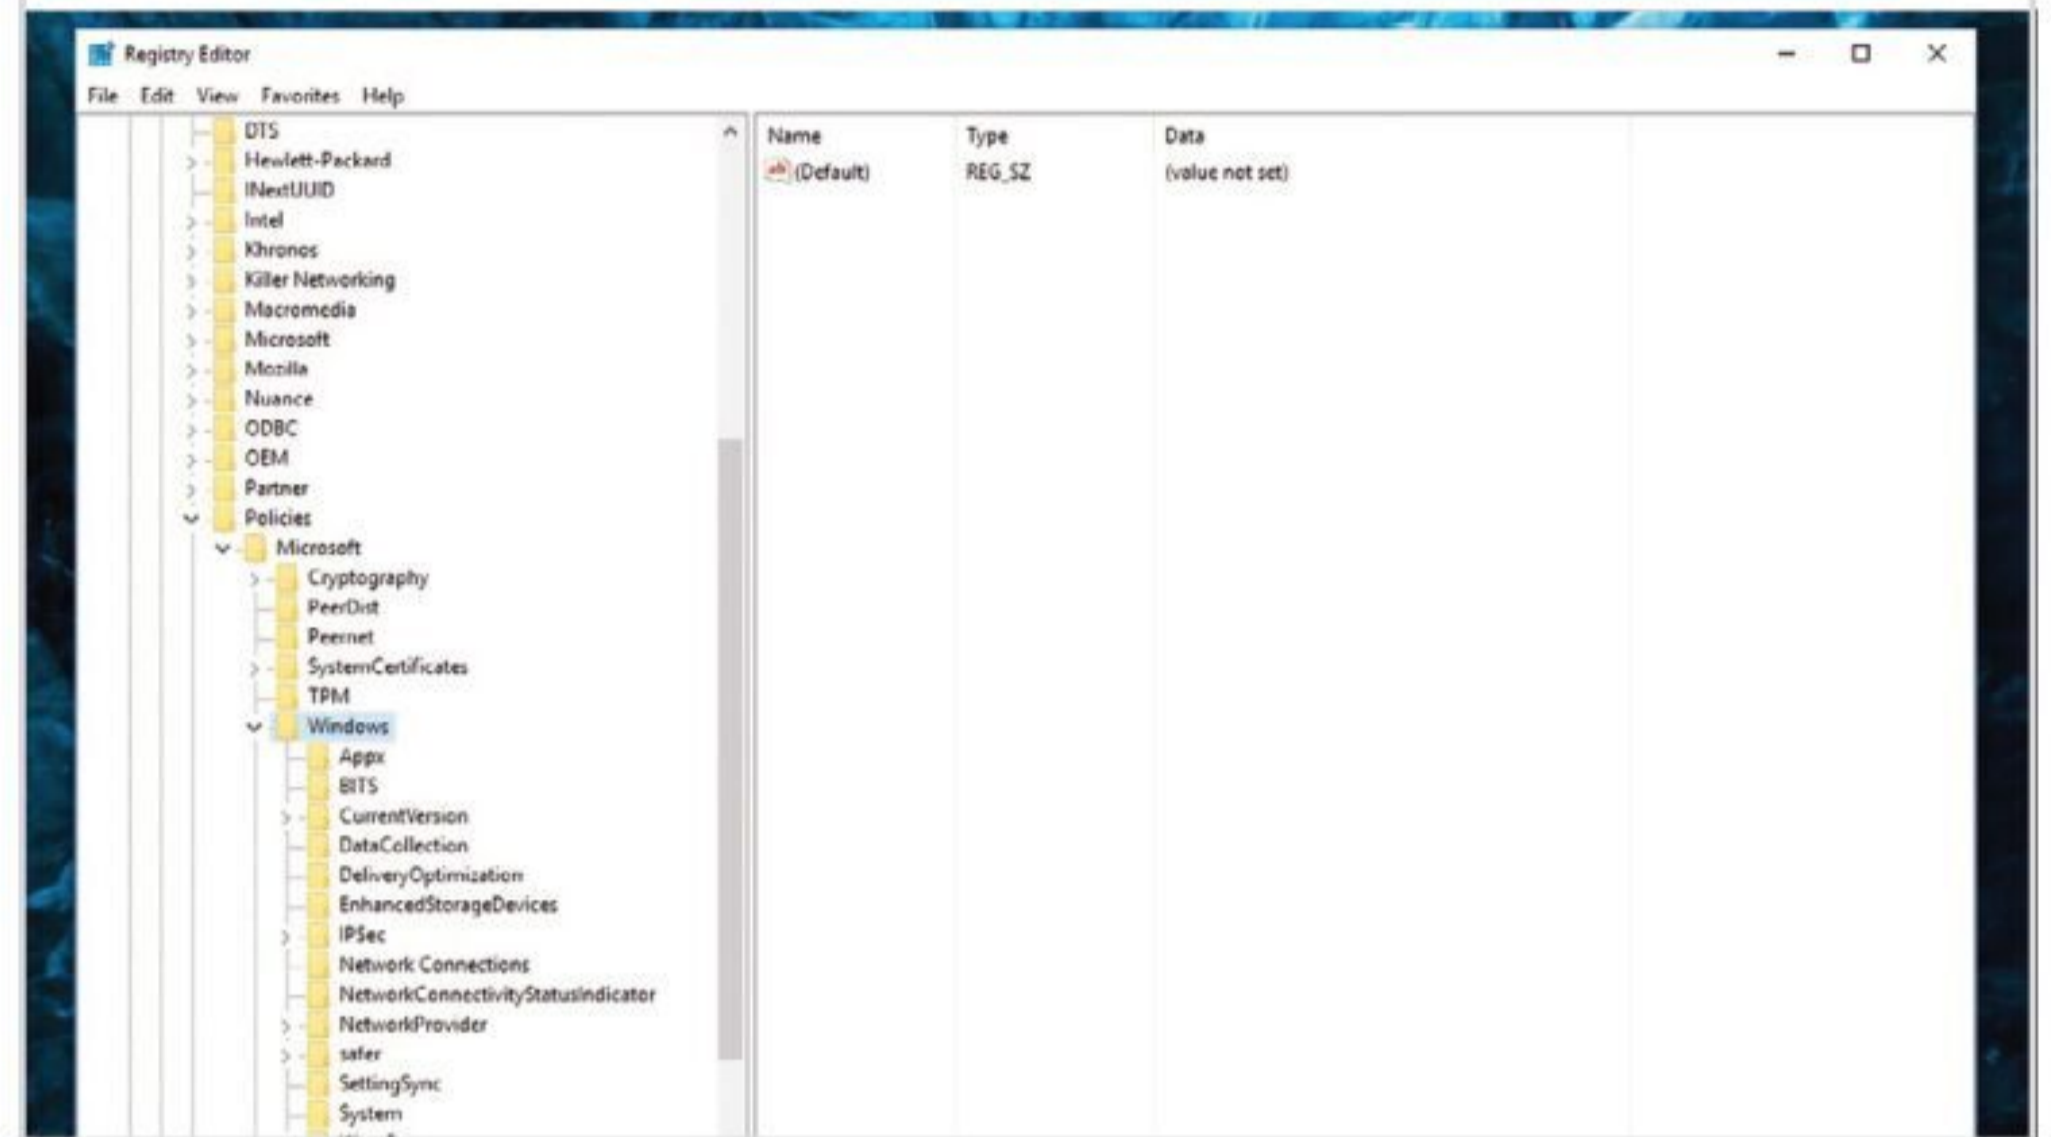 Registry Editor
File Edit View Favorites Help
DTS
Hewlett-Packard
INextUUID
Intel
Khronos
Killer Networking
Macromedia
Microsoft
Mozilla
Nuance
ODBC
OEM
Partner
Policies
Microsoft
Cryptography
PeerDist
Peernet
SystemCertificates
TPM
Windows
Appx
BITS
CurrentVersion
DataCollection
DeliveryOptimization
EnhancedStorageDevices
IPSec
Network Connections
NetworkConnectivityStatusIndicator
NetworkProvider
safer
SettingSync
System
Name Type Data
ab (Default) REG_SZ (value not set)